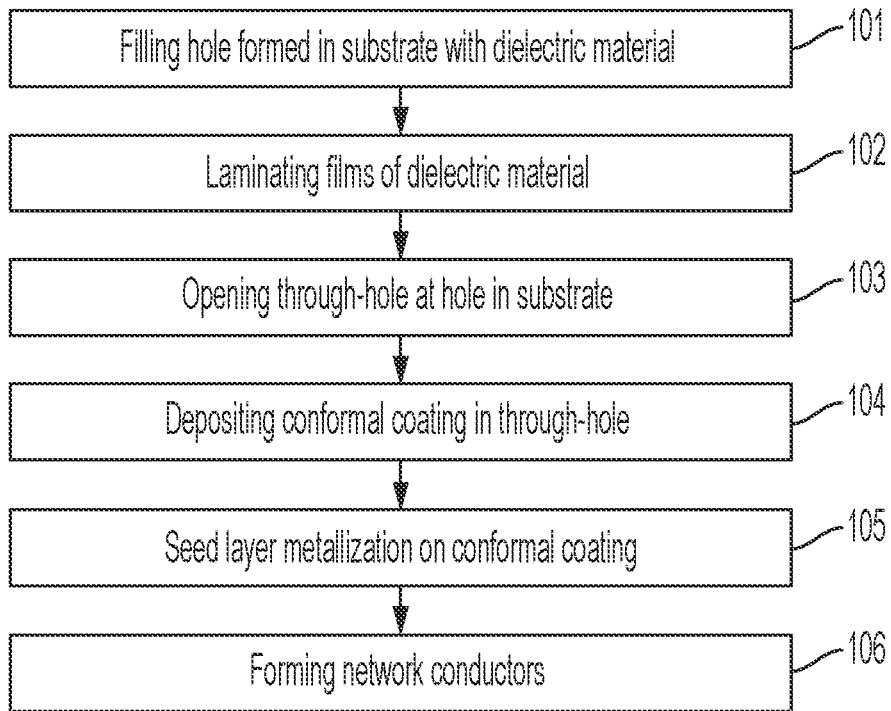 Filling hole formed in substrate with dielectric material
101
Laminating films of dielectric material
102
Opening through-hole at hole in substrate
103
Depositing conformal coating in through-hole
104
Seed layer metallization on conformal coating
105
Forming network conductors
106